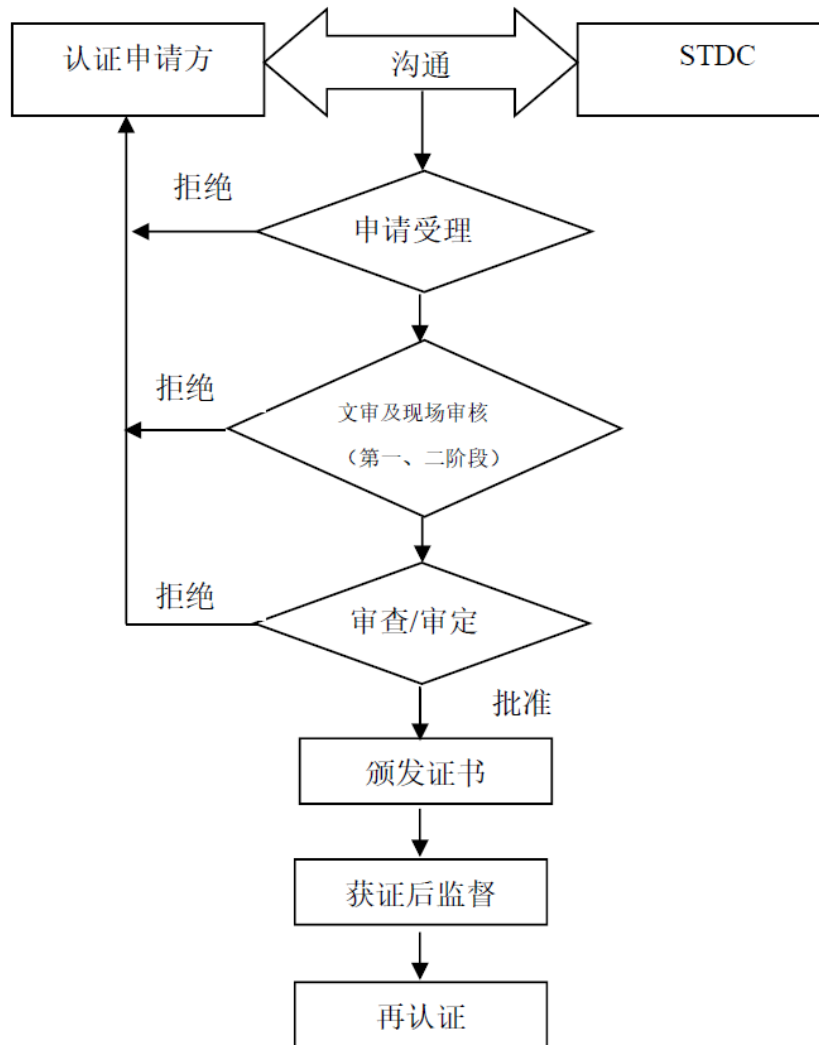 认证申请方
沟通
STDC
拒绝
申请受理
拒绝
文审及现场审核
（第一、二阶段）
拒绝
审查/审定
批准
颁发证书
获证后监督
再认证